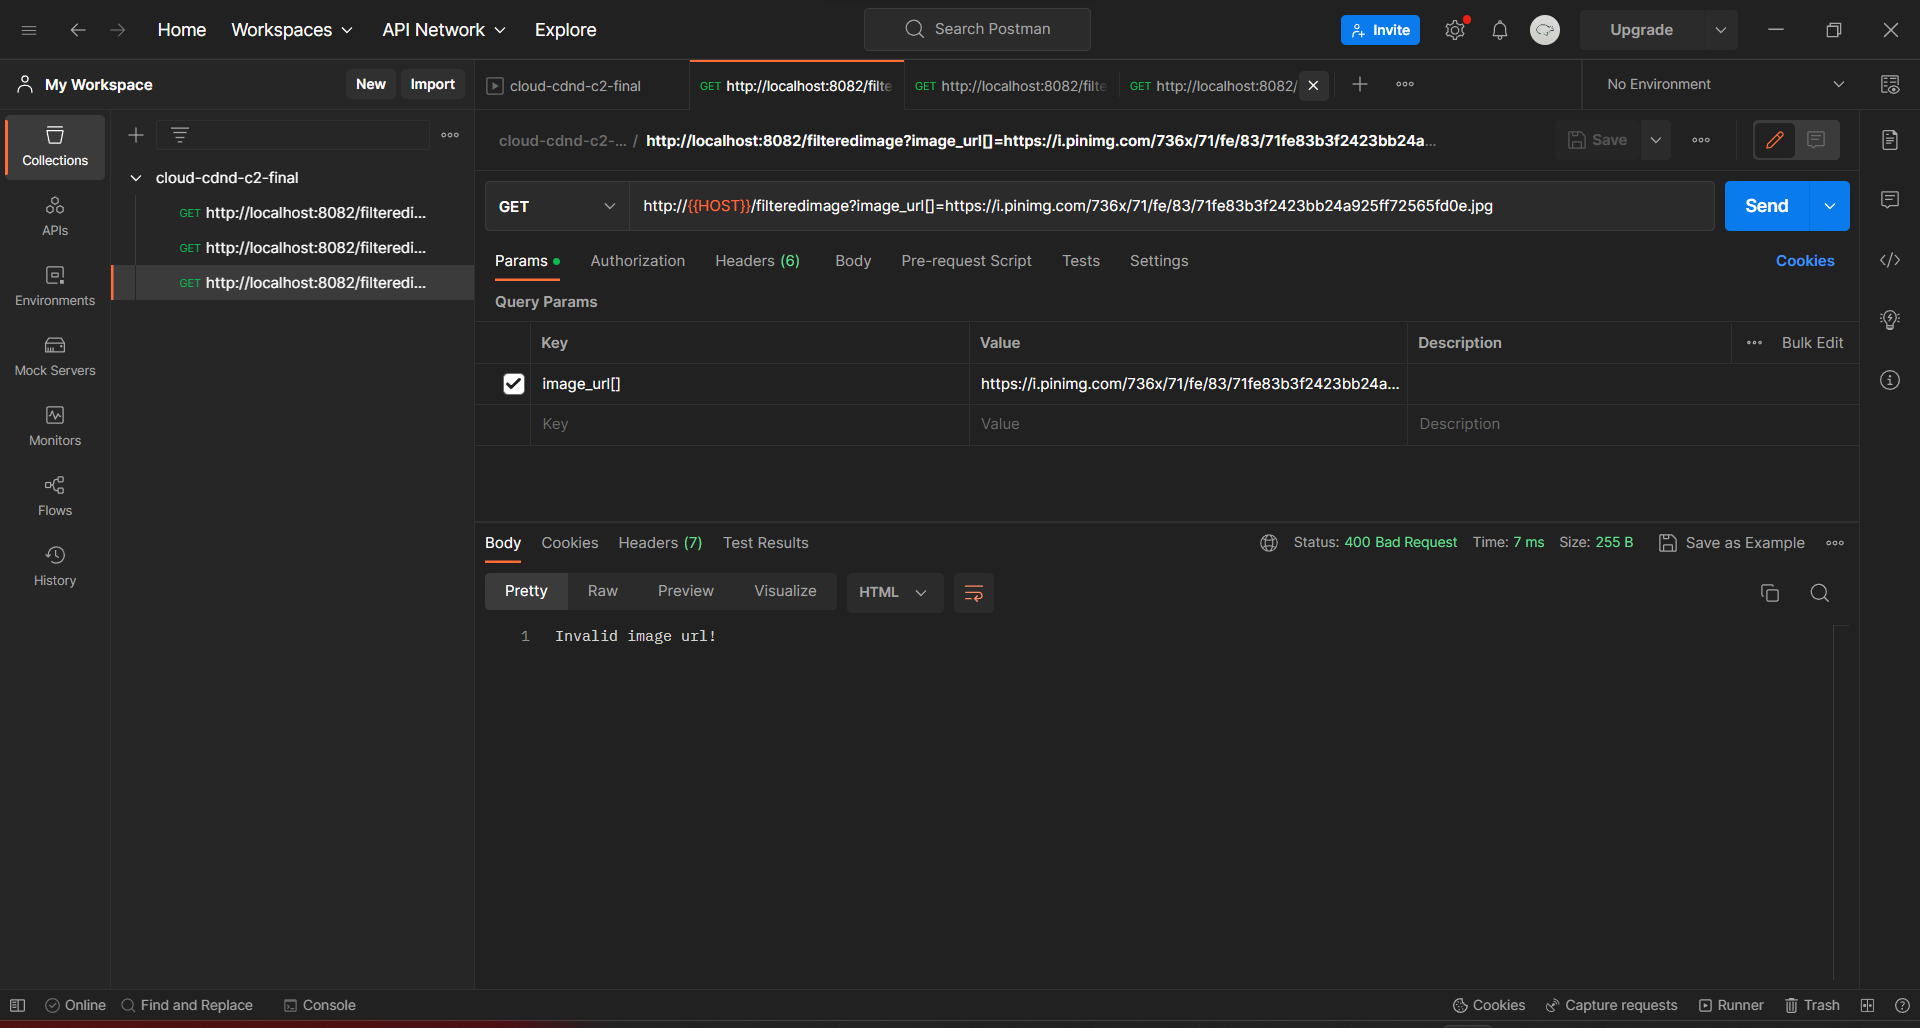 Home Workspaces API Network Explore Search Postman Invite Upgrade
My Workspace New Import
cloud-cdnd-c2-final GET http://localhost:8082/filte GET http://localhost:8082/filte GET http://localhost:8082/ No Environment
Collections
APIs
Environments
Mock Servers
Monitors
Flows
History
cloud-cdnd-c2-final
GET http://localhost:8082/filteredi...
GET http://localhost:8082/filteredi...
GET http://localhost:8082/filteredi...
cloud-cdnd-c2-... / http://localhost:8082/filteredimage?image_url[]=https://i.pinimg.com/736x/71/fe/83/71fe83b3f2423bb24a... Save
GET http://{{HOST}}/filteredimage?image_url[]=https://i.pinimg.com/736x/71/fe/83/71fe83b3f2423bb24a925ff72565fd0e.jpg Send
Params Authorization Headers (6) Body Pre-request Script Tests Settings Cookies
Query Params
Key Value Description Bulk Edit
image_url[] https://i.pinimg.com/736x/71/fe/83/71fe83b3f2423bb24a...
Key Value Description
Body Cookies Headers (7) Test Results Status: 400 Bad Request Time: 7 ms Size: 255 B Save as Example
Pretty Raw Preview Visualize HTML
1 Invalid image url!
Online Find and Replace Console Cookies Capture requests Runner Trash